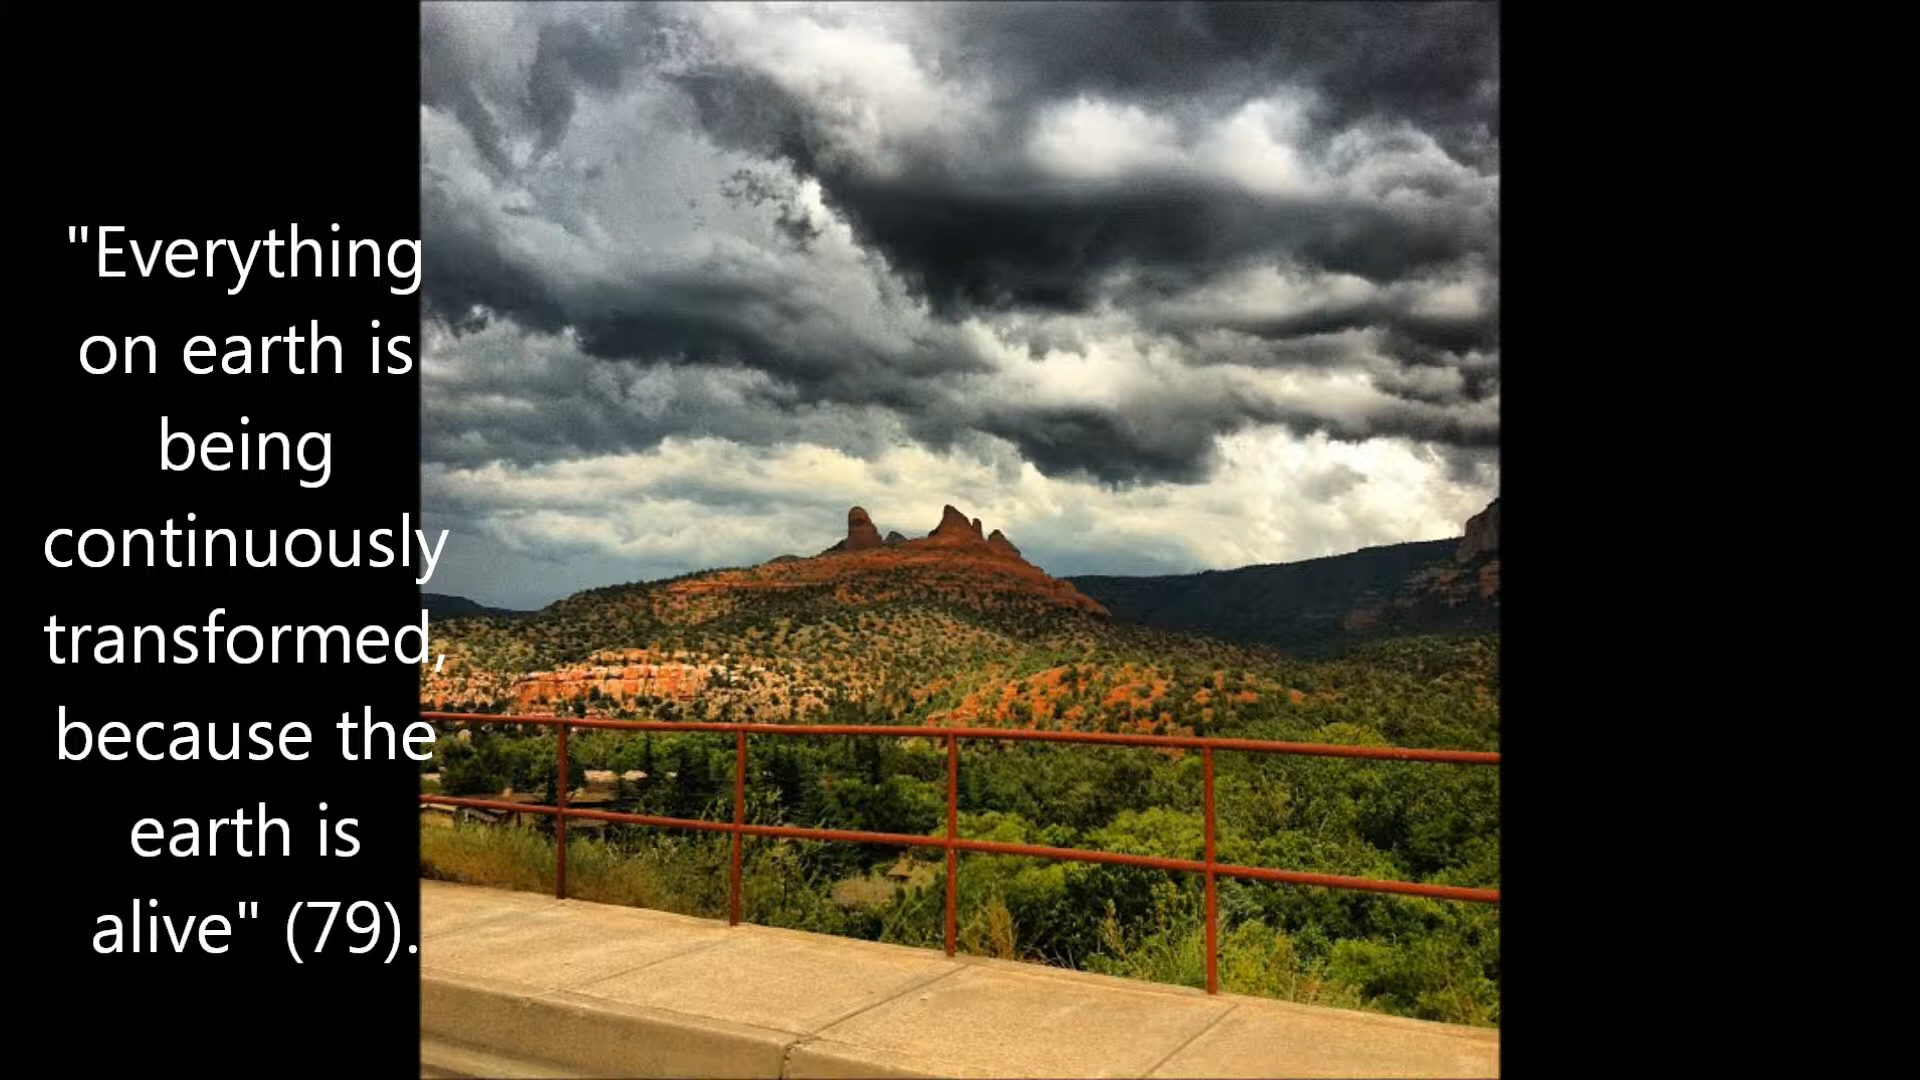 "Everything
on earth is
being
continuously
transformed,
because the
earth is
alive" (79).